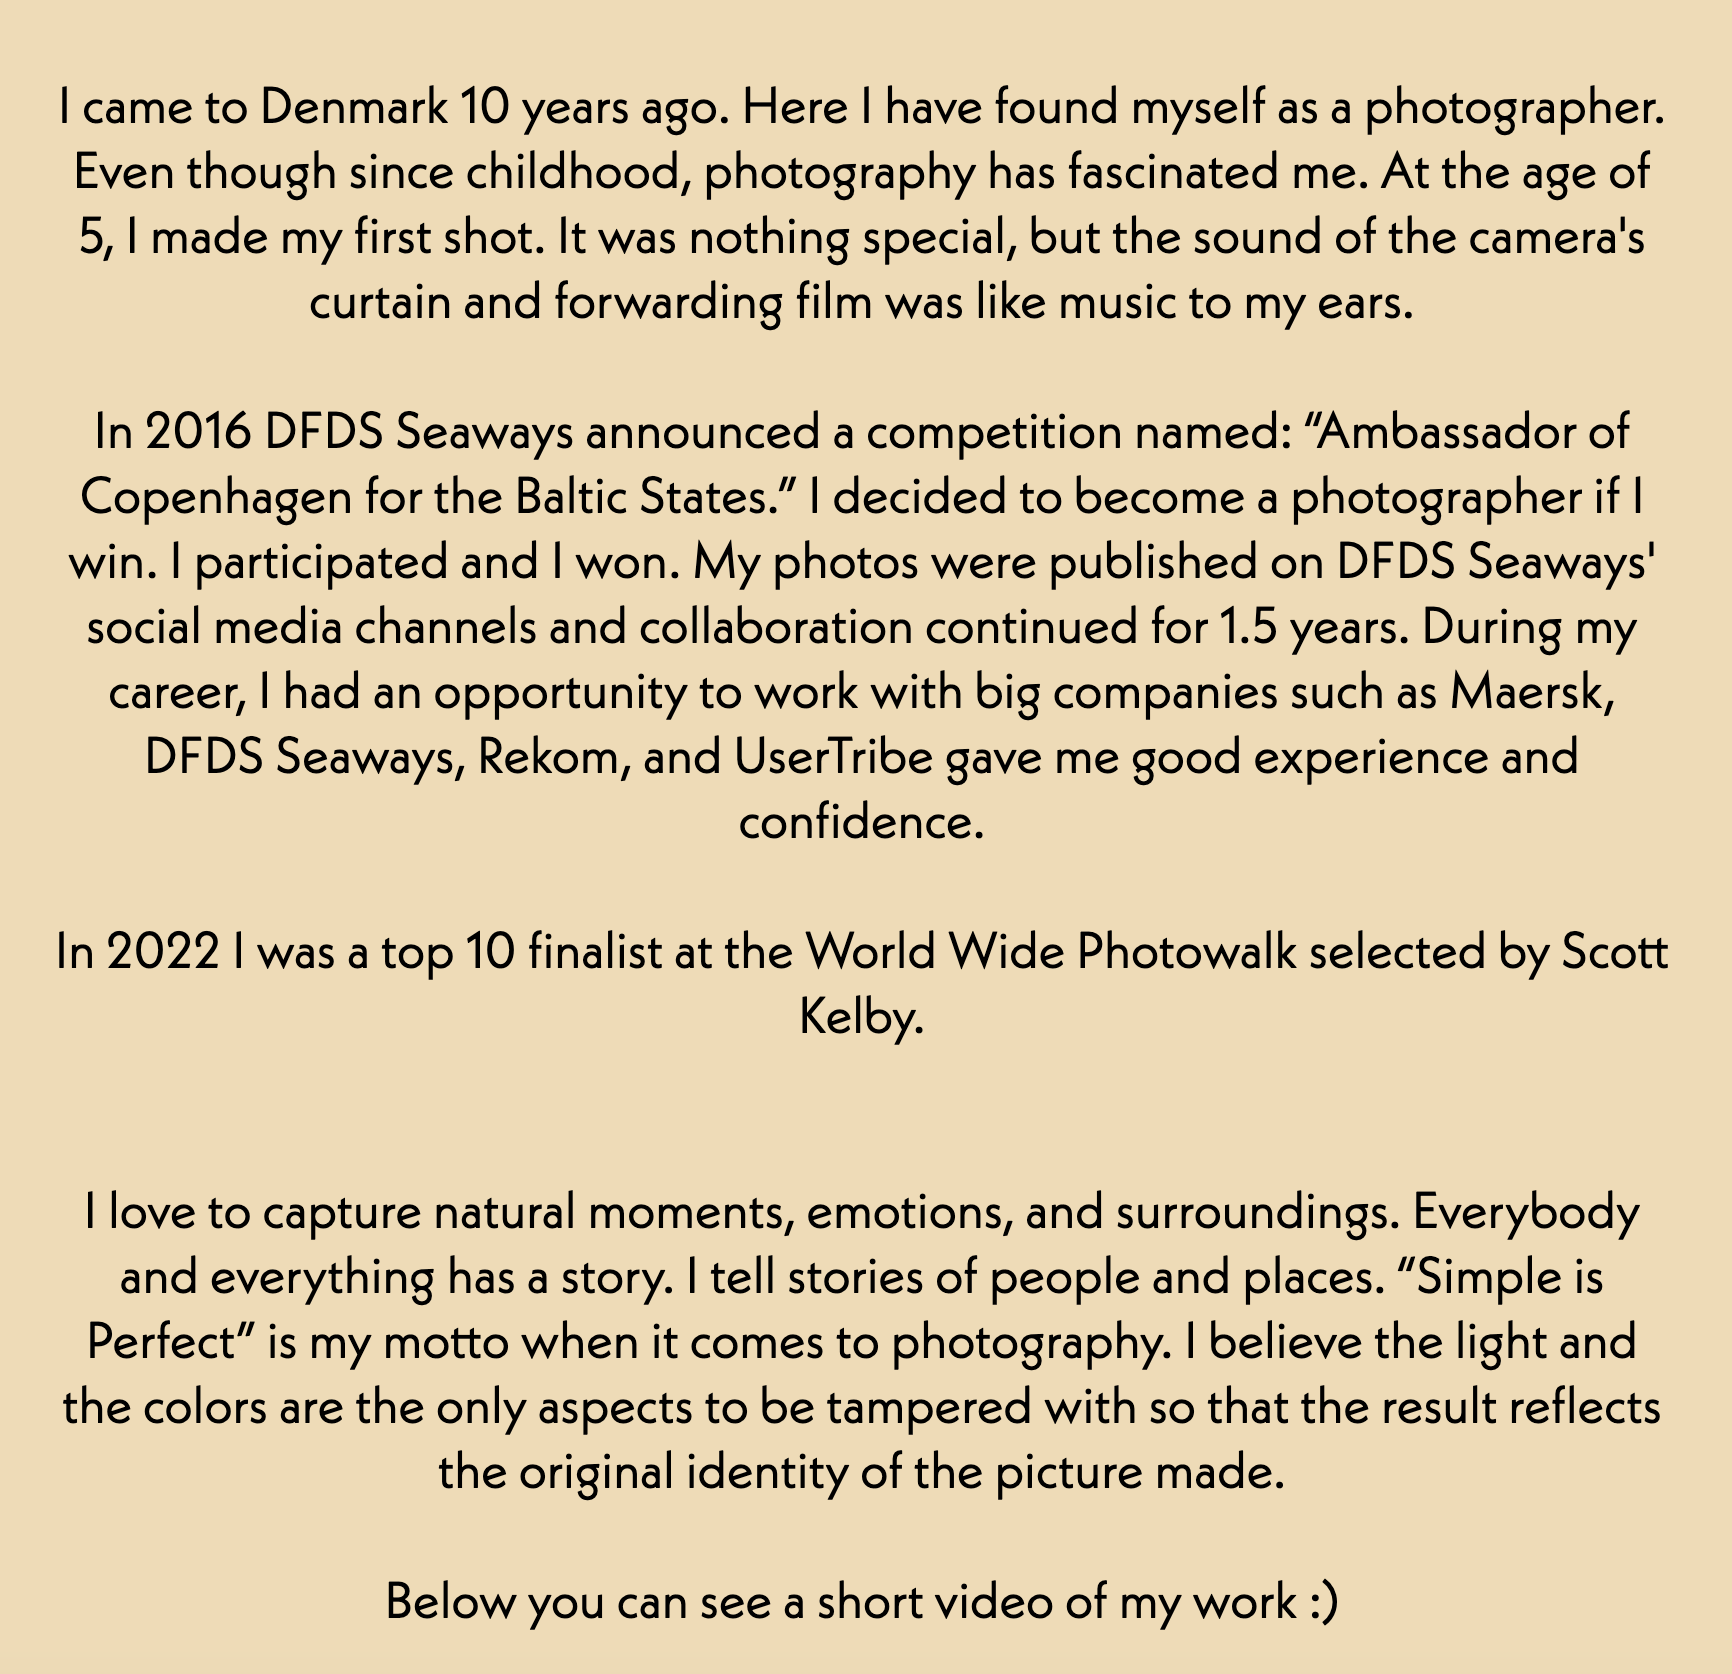 I came to Denmark 10 years ago. Here I have found myself as a photographer.
Even though since childhood, photography has fascinated me. At the age of
5, I made my first shot. It was nothing special, but the sound of the camera's
curtain and forwarding film was like music to my ears.
In 2016 DFDS Seaways announced a competition named: “Ambassador of
Copenhagen for the Baltic States.” I decided to become a photographer if I
win. I participated and I won. My photos were published on DFDS Seaways'
social media channels and collaboration continued for 1.5 years. During my
career, I had an opportunity to work with big companies such as Maersk,
DFDS Seaways, Rekom, and UserTribe gave me good experience and
confidence.
In 2022 I was a top 10 finalist at the World Wide Photowalk selected by Scott
Kelby.
I love to capture natural moments, emotions, and surroundings. Everybody
and everything has a story. I tell stories of people and places. “Simple is
Perfect” is my motto when it comes to photography. I believe the light and
the colors are the only aspects to be tampered with so that the result reflects
the original identity of the picture made.
Below you can see a short video of my work :)